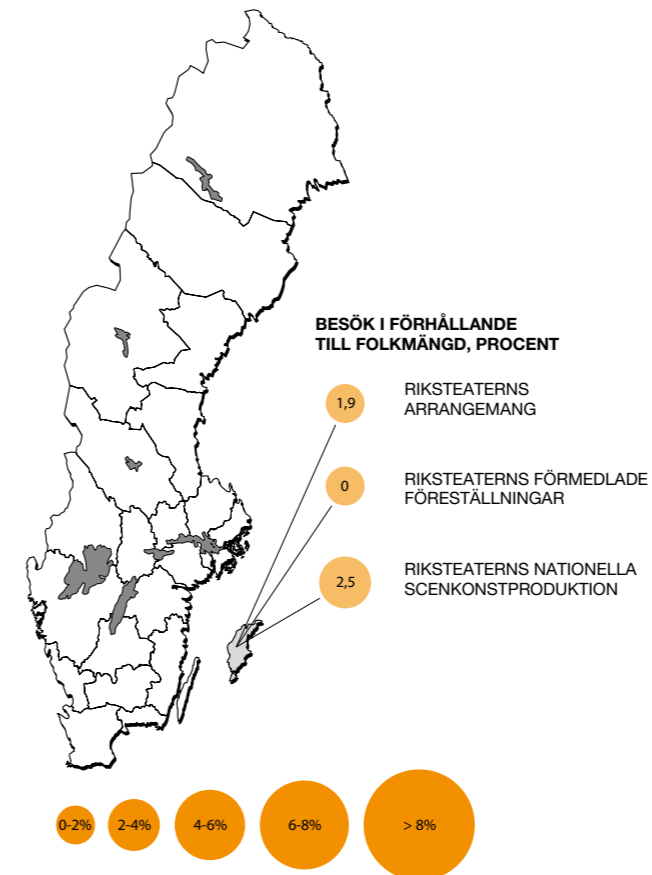 BESÖK I FÖRHÅLLANDE
TILL FOLKMÄNGD, PROCENT
1,9
RIKSTEATERNS
ARRANGEMANG
0
RIKSTEATERNS FÖRMEDLADE
FÖRESTÄLLNINGAR
2,5
RIKSTEATERNS NATIONELLA
SCENKONSTPRODUKTION
0-2% 2-4% 4-6% 6-8% > 8%